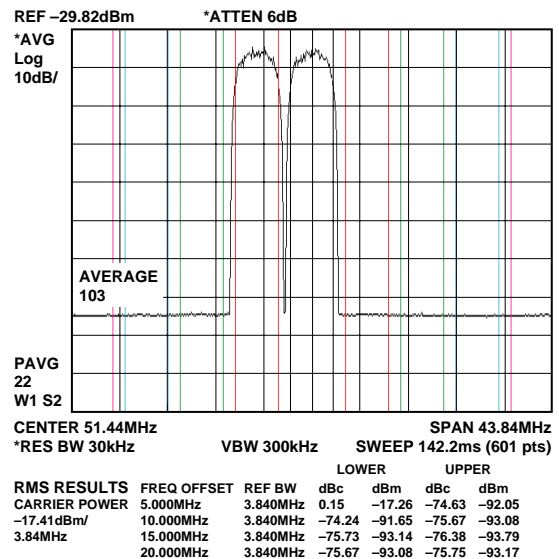 REF –29.82dBm *ATTEN 6dB
*AVG
Log
10dB/
AVERAGE
103
PAVG
22
W1 S2
CENTER 51.44MHz SPAN 43.84MHz
*RES BW 30kHz VBW 300kHz SWEEP 142.2ms (601 pts)
LOWER UPPER
RMS RESULTS FREQ OFFSET REF BW dBc dBm dBc dBm
CARRIER POWER 5.000MHz 3.840MHz 0.15 –17.26 –74.63 –92.05
–17.41dBm/ 10.000MHz 3.840MHz –74.24 –91.65 –75.67 –93.08
3.84MHz 15.000MHz 3.840MHz –75.73 –93.14 –76.38 –93.79
20.000MHz 3.840MHz –75.67 –93.08 –75.75 –93.17